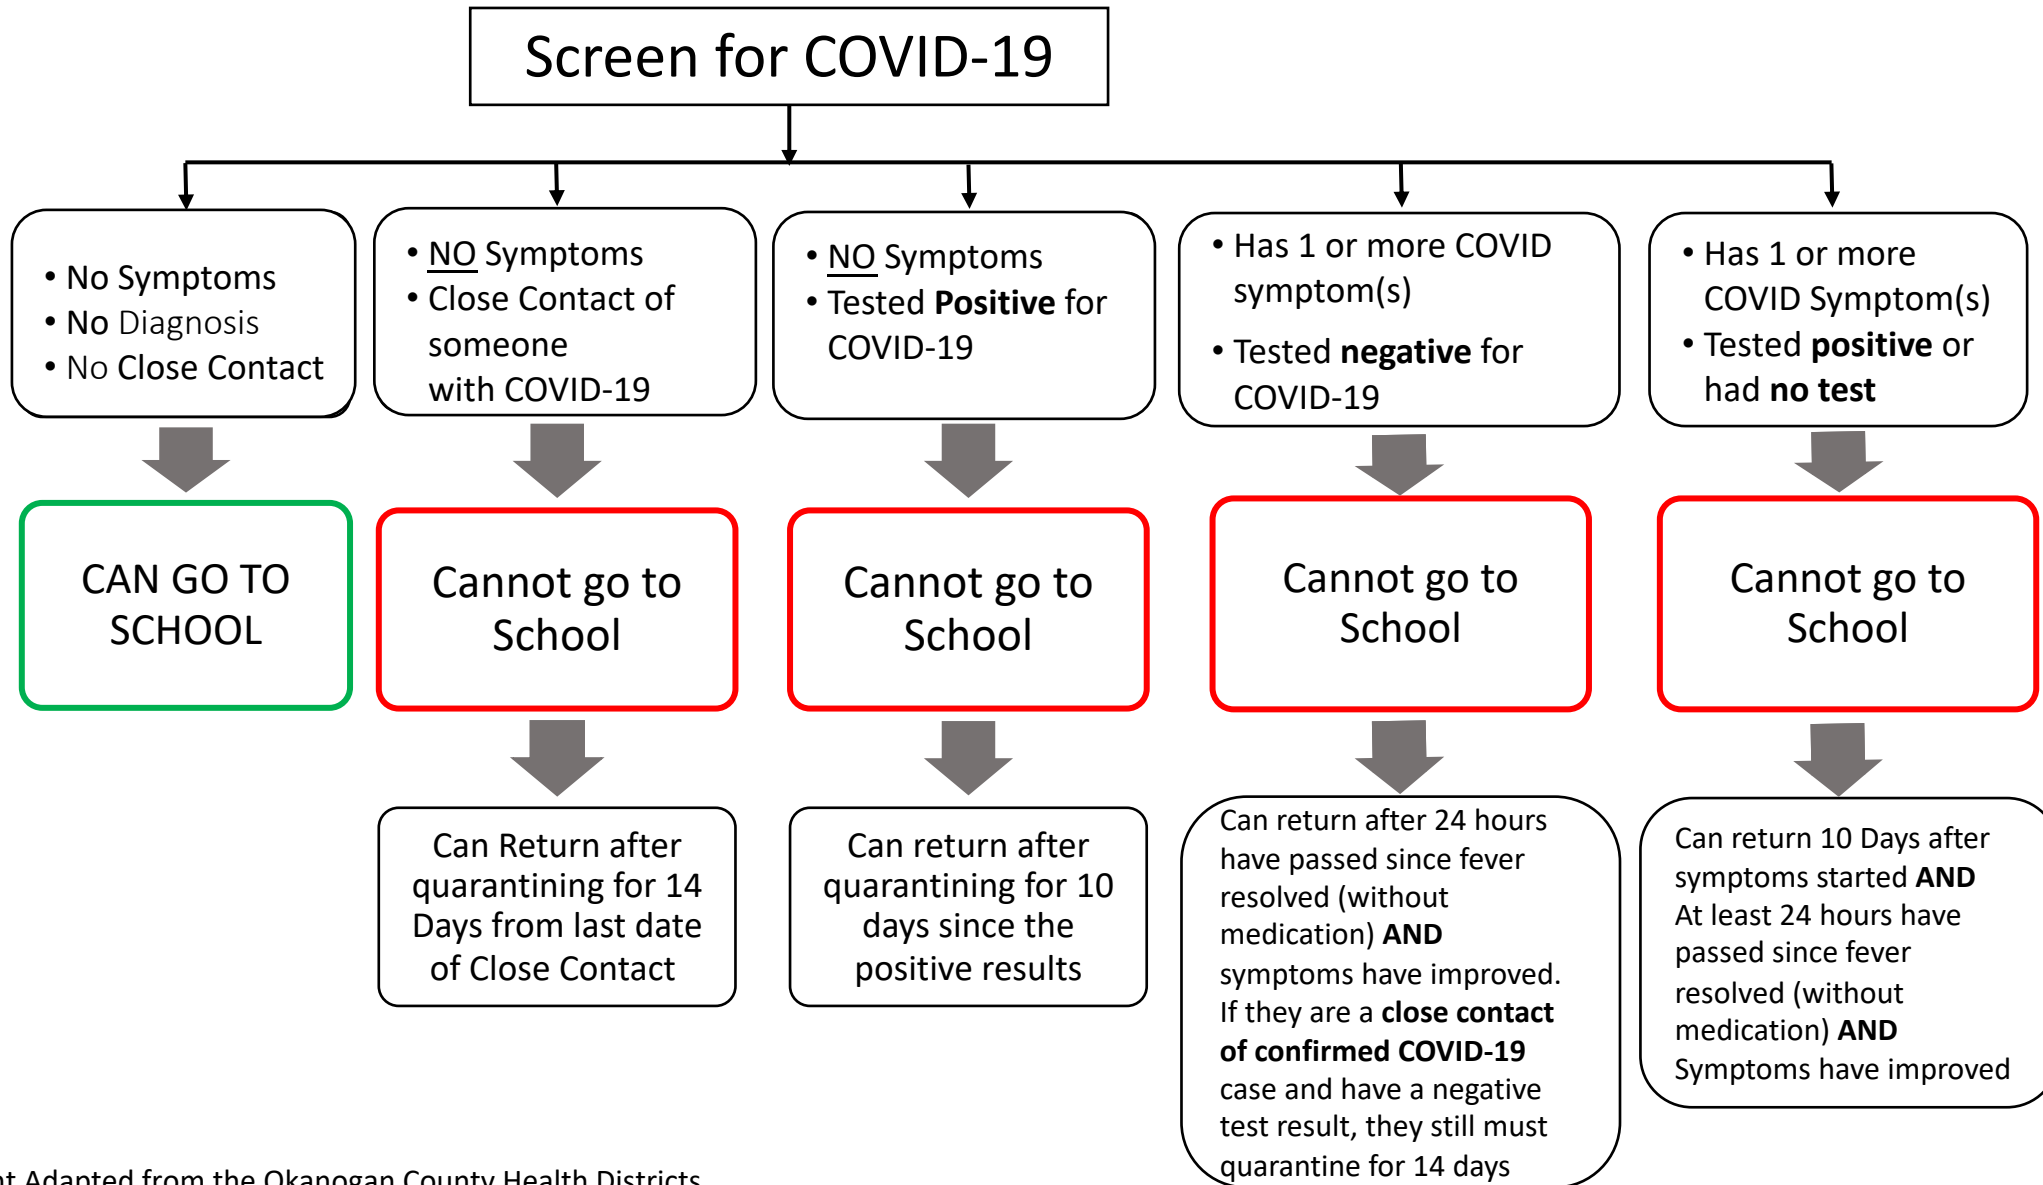 Screen for COVID-19
• No Symptoms
• No Diagnosis
• No Close Contact
• NO Symptoms
• Close Contact of
someone
with COVID-19
• NO Symptoms
• Tested Positive for
COVID-19
• Has 1 or more COVID
symptom(s)
• Tested negative for
COVID-19
• Has 1 or more
COVID Symptom(s)
• Tested positive or
had no test
CAN GO TO
SCHOOL
Cannot go to
School
Cannot go to
School
Cannot go to
School
Cannot go to
School
Can Return after
quarantining for 14
Days from last date
of Close Contact
Can return after
quarantining for 10
days since the
positive results
Can return after 24 hours
have passed since fever
resolved (without
medication) AND
symptoms have improved.
If they are a close contact
of confirmed COVID-19
case and have a negative
test result, they still must
quarantine for 14 days
Can return 10 Days after
symptoms started AND
At least 24 hours have
passed since fever
resolved (without
medication) AND
Symptoms have improved
Adapted from the Okanogan County Health Districts